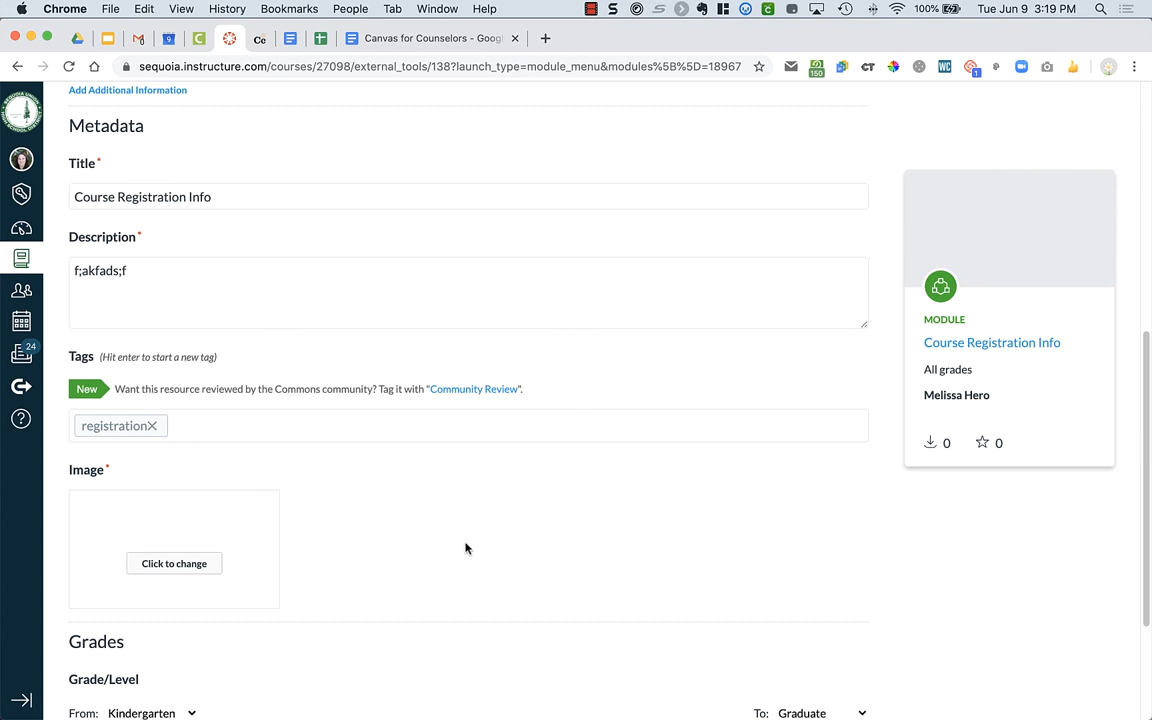 Chrome File Edit View History Bookmarks People Tab Window Help 100% Tue Jun 9 3:19 PM
Canvas for Counselors - Goog
sequoia.instructure.com/courses/27098/external_tools/138?launch_type=module_menu&modules%5B%5D=18967
150
1
Add Additional Information
Metadata
Title*
Course Registration Info
Description*
f;akfads;f
Tags (Hit enter to start a new tag)
New Want this resource reviewed by the Commons community? Tag it with "Community Review".
registration
Image*
Click to change
Grades
Grade/Level
From: Kindergarten
To: Graduate
MODULE
Course Registration Info
All grades
Melissa Hero
0 0
24